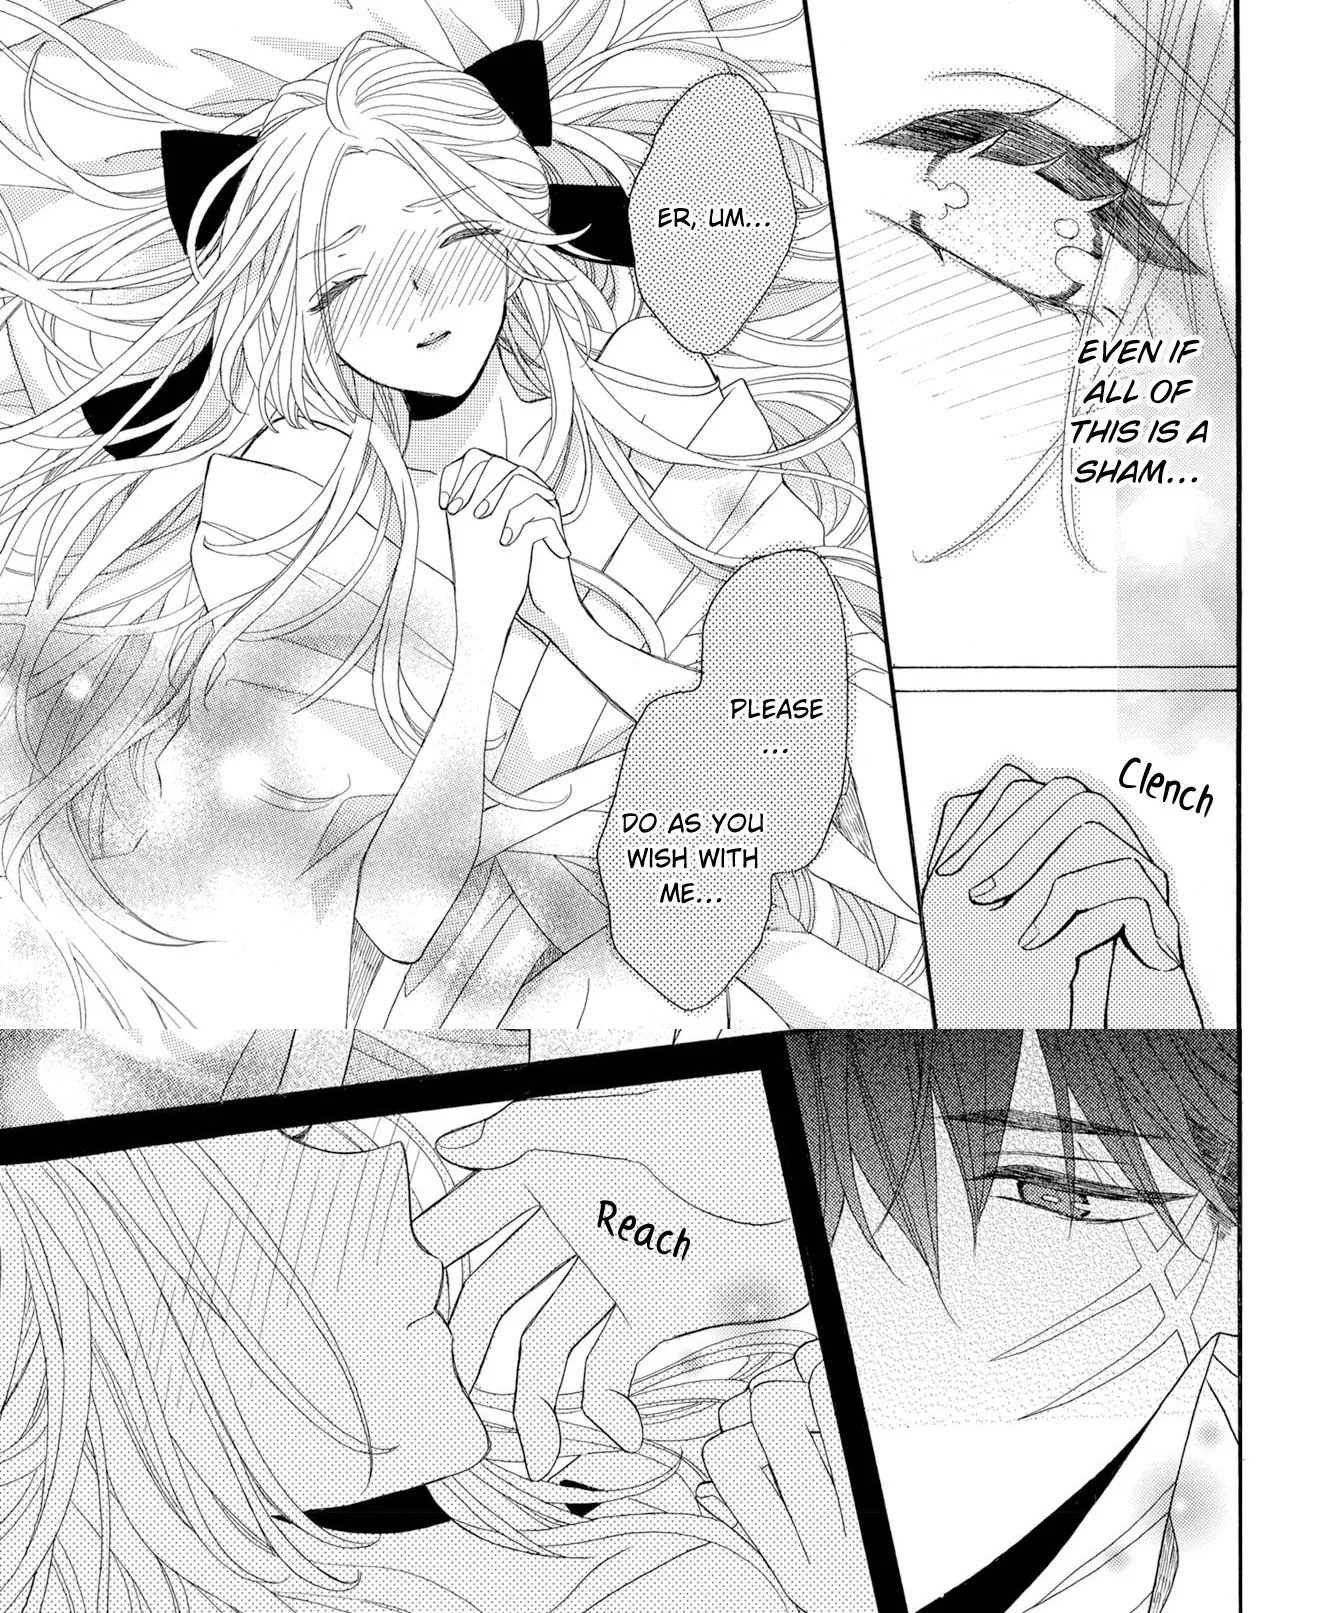 EVEN IF
ALL OF
THIS IS A
SHAM...
Clench
ER, UM...
PLEASE
...
DO AS YOU
WISH WITH
ME...
Reach